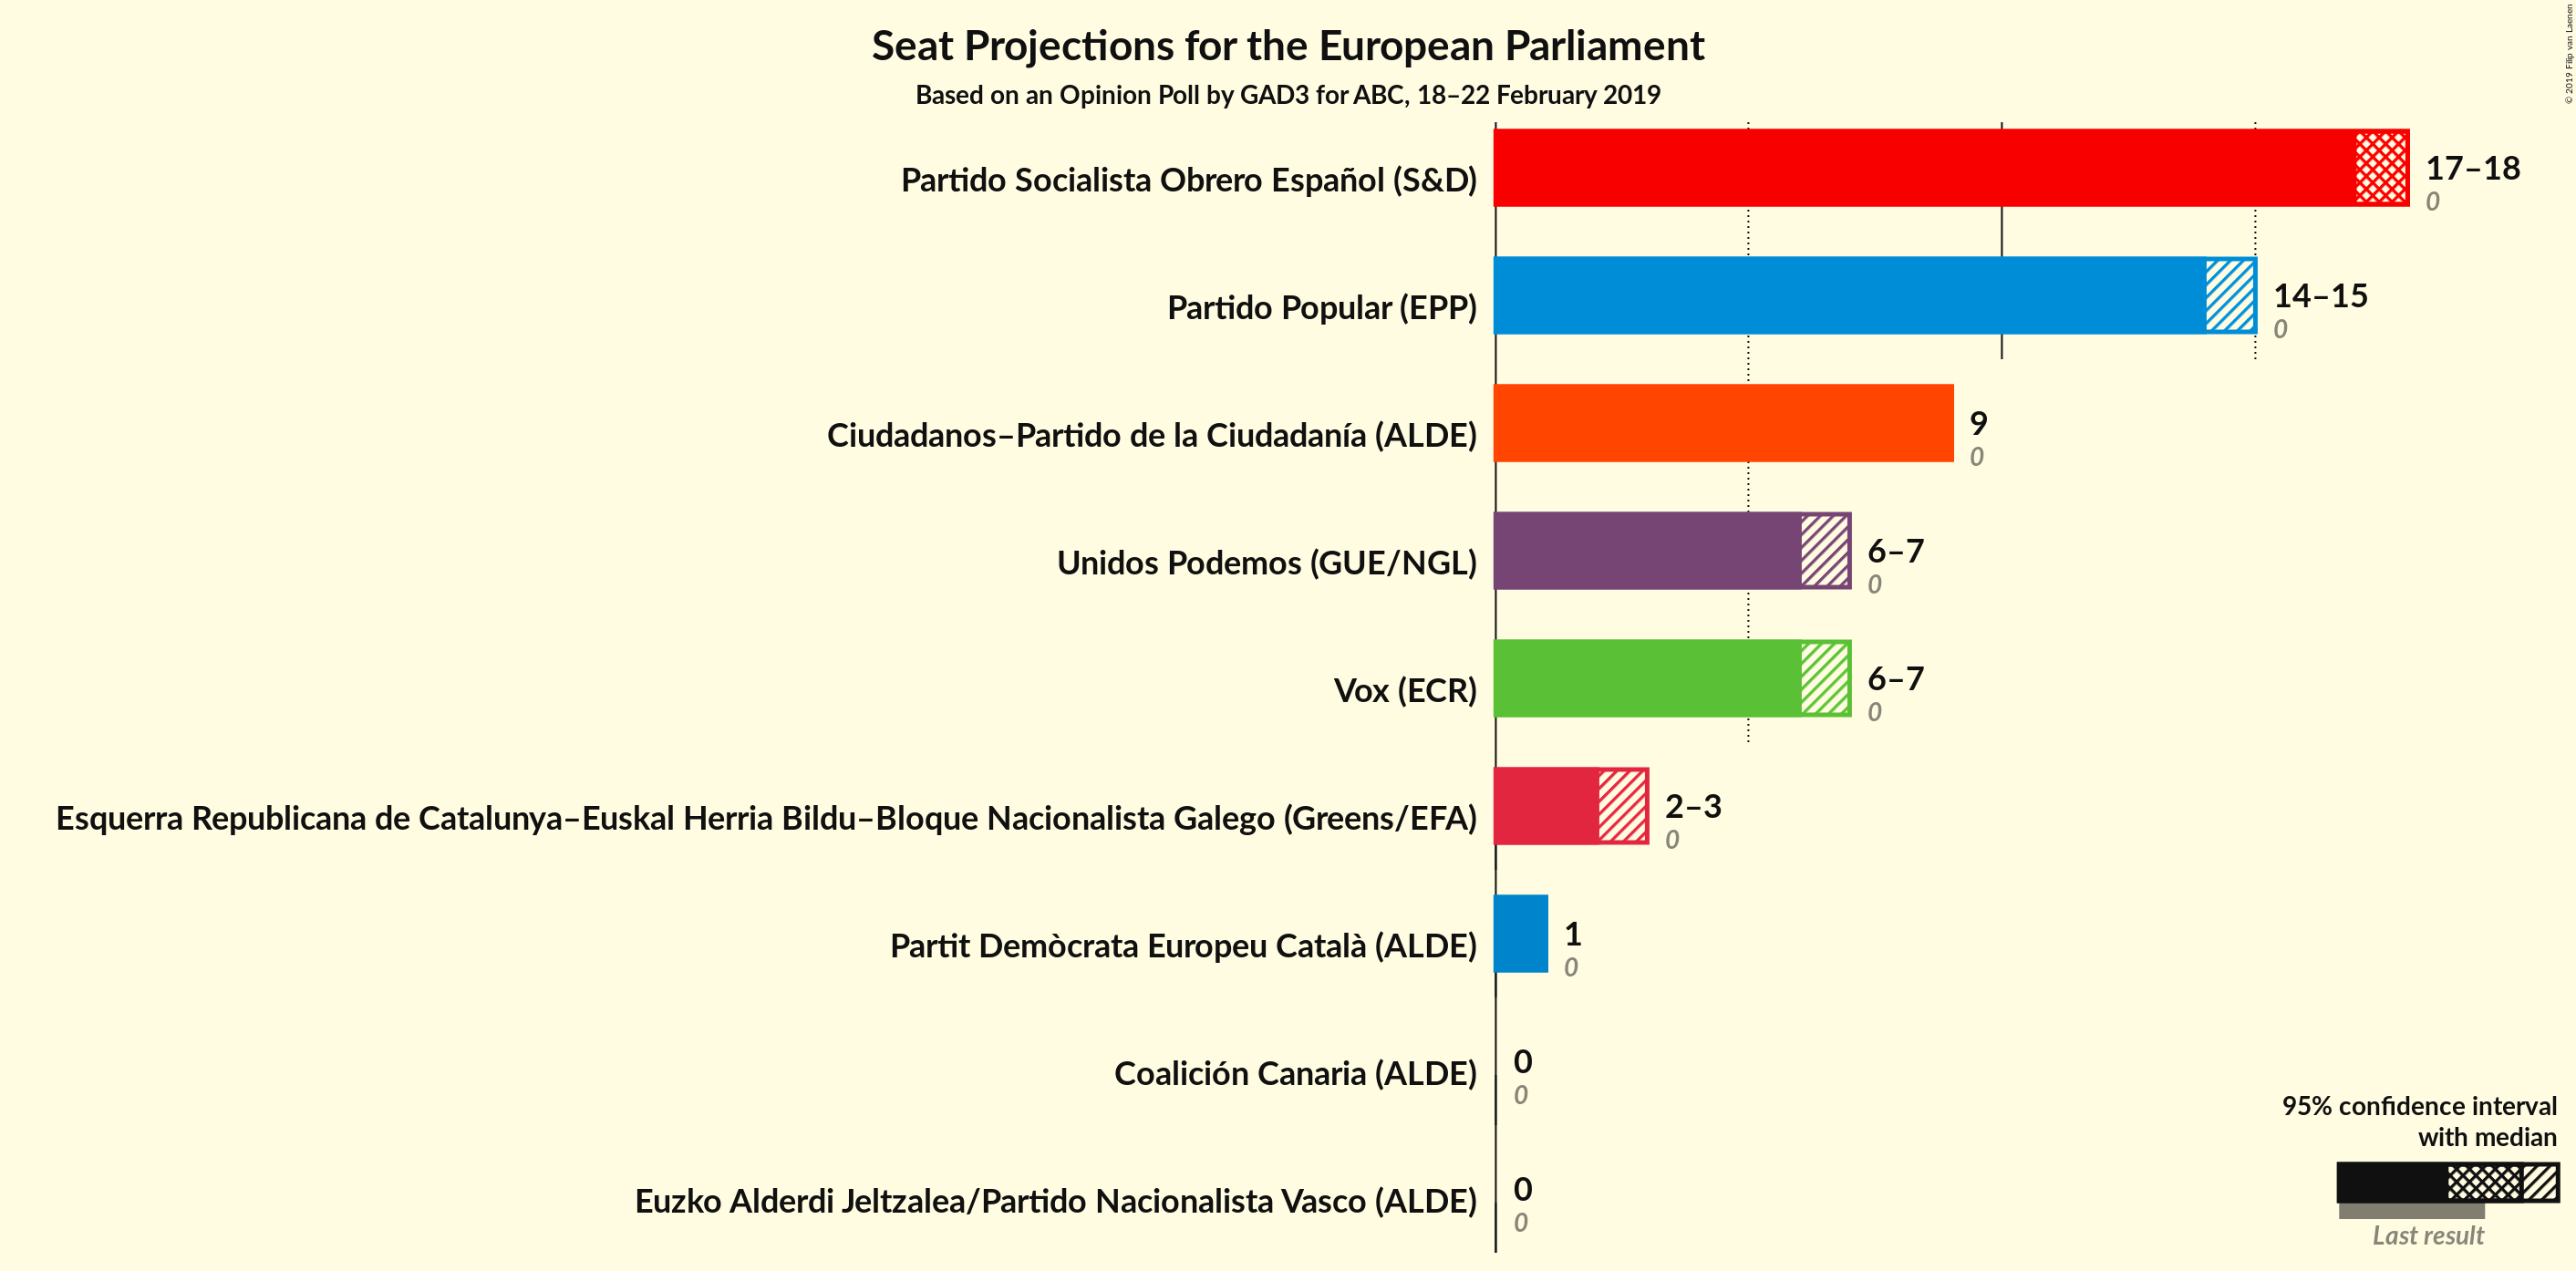 Seat Projections for the European Parliament
Based on an Opinion Poll by GAD3 for ABC, 18–22 February 2019
© 2019 Filip van Laenen
Partido Socialista Obrero Español (S&D)
17–18
0
Partido Popular (EPP)
14–15
0
Ciudadanos–Partido de la Ciudadanía (ALDE)
9
0
Unidos Podemos (GUE/NGL)
6–7
0
Vox (ECR)
6–7
0
Esquerra Republicana de Catalunya–Euskal Herria Bildu–Bloque Nacionalista Galego (Greens/EFA)
2–3
0
Partit Demòcrata Europeu Català (ALDE)
1
0
Coalición Canaria (ALDE)
0
0
Euzko Alderdi Jeltzalea/Partido Nacionalista Vasco (ALDE)
0
0
95% confidence interval
with median
Last result